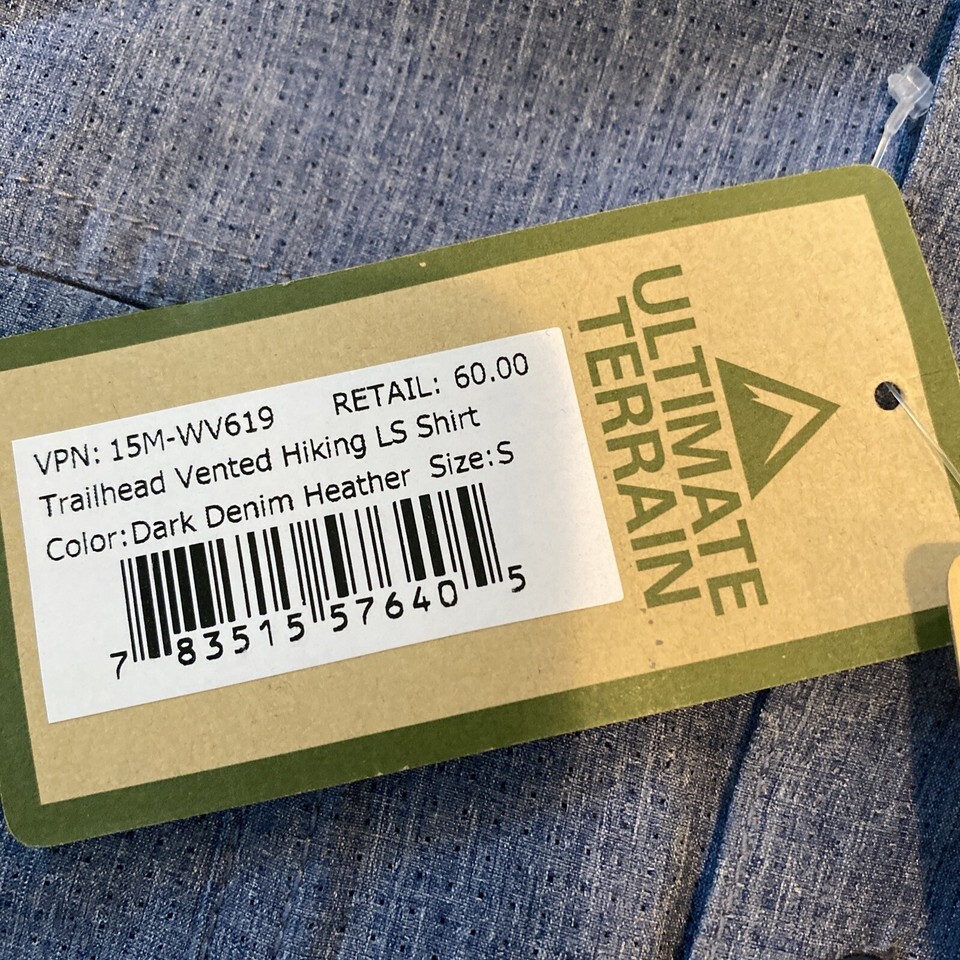 VPN: 15M-WV619 RETAIL: 60.00
Trailhead Vented Hiking LS Shirt
Color:Dark Denim Heather Size:S
7 83515 57640 5
ULTIMATE
TERRAIN